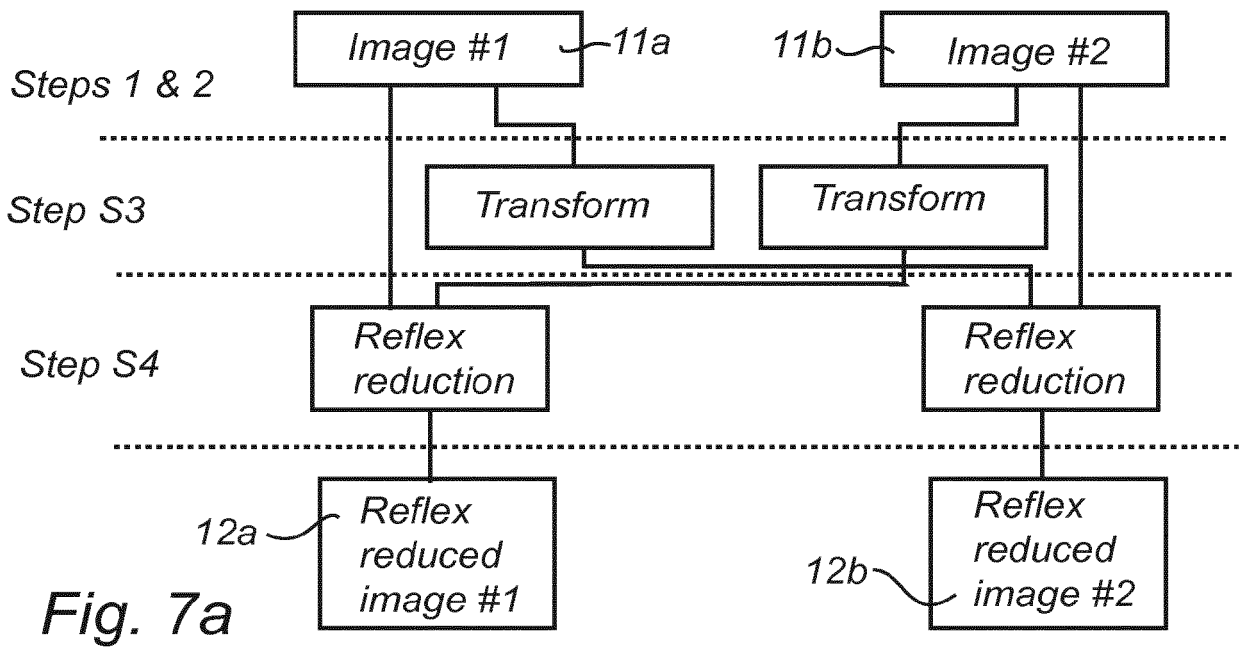 Image #1
11a
11b
Image #2
Steps 1 & 2
Step S3
Transform
Transform
Step S4
Reflex
reduction
Reflex
reduction
12a
Reflex
reduced
image #1
12b
Reflex
reduced
image #2
Fig. 7a